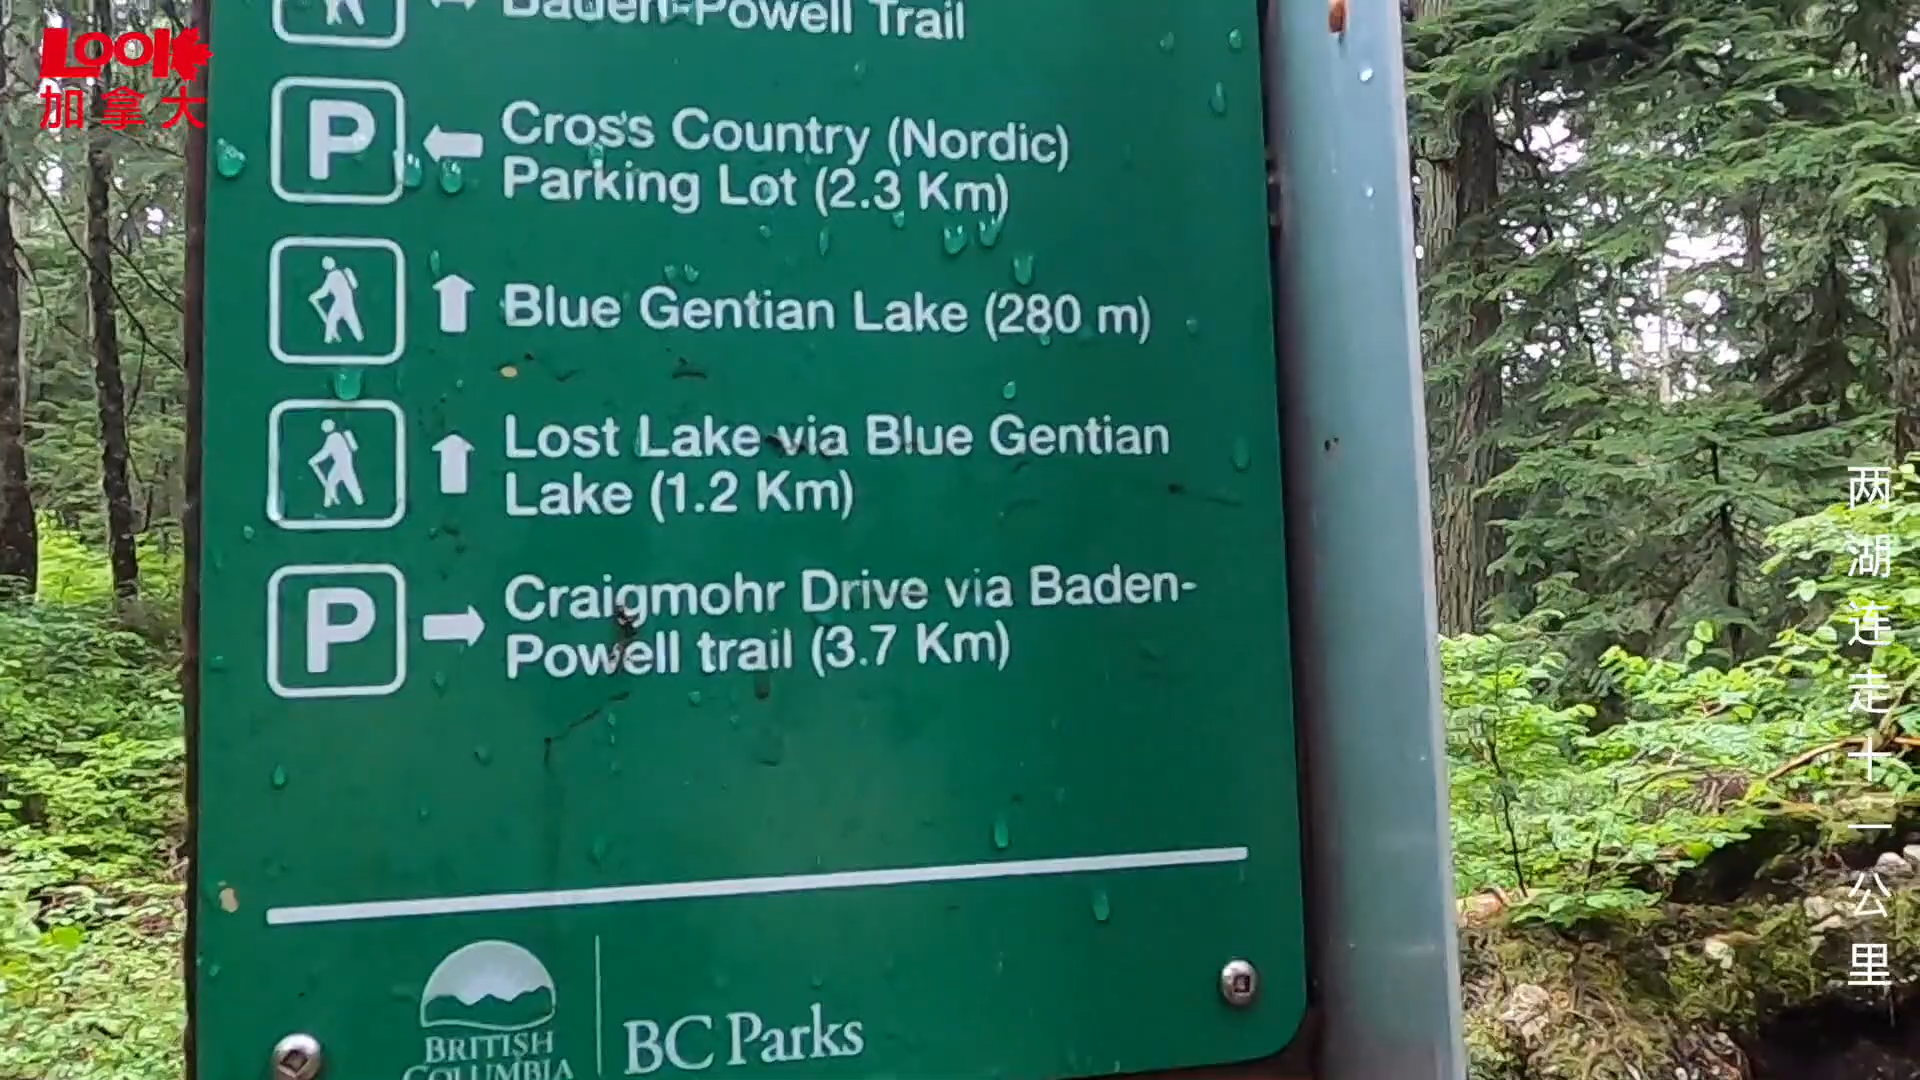 Look
加拿大
Baden-Powell Trail
P
Cross Country (Nordic)
Parking Lot (2.3 Km)
Blue Gentian Lake (280 m)
Lost Lake via Blue Gentian
Lake (1.2 Km)
P
Craigmohr Drive via Baden-
Powell trail (3.7 Km)
BRITISH
COLUMBIA
BC Parks
两湖连走十一公里